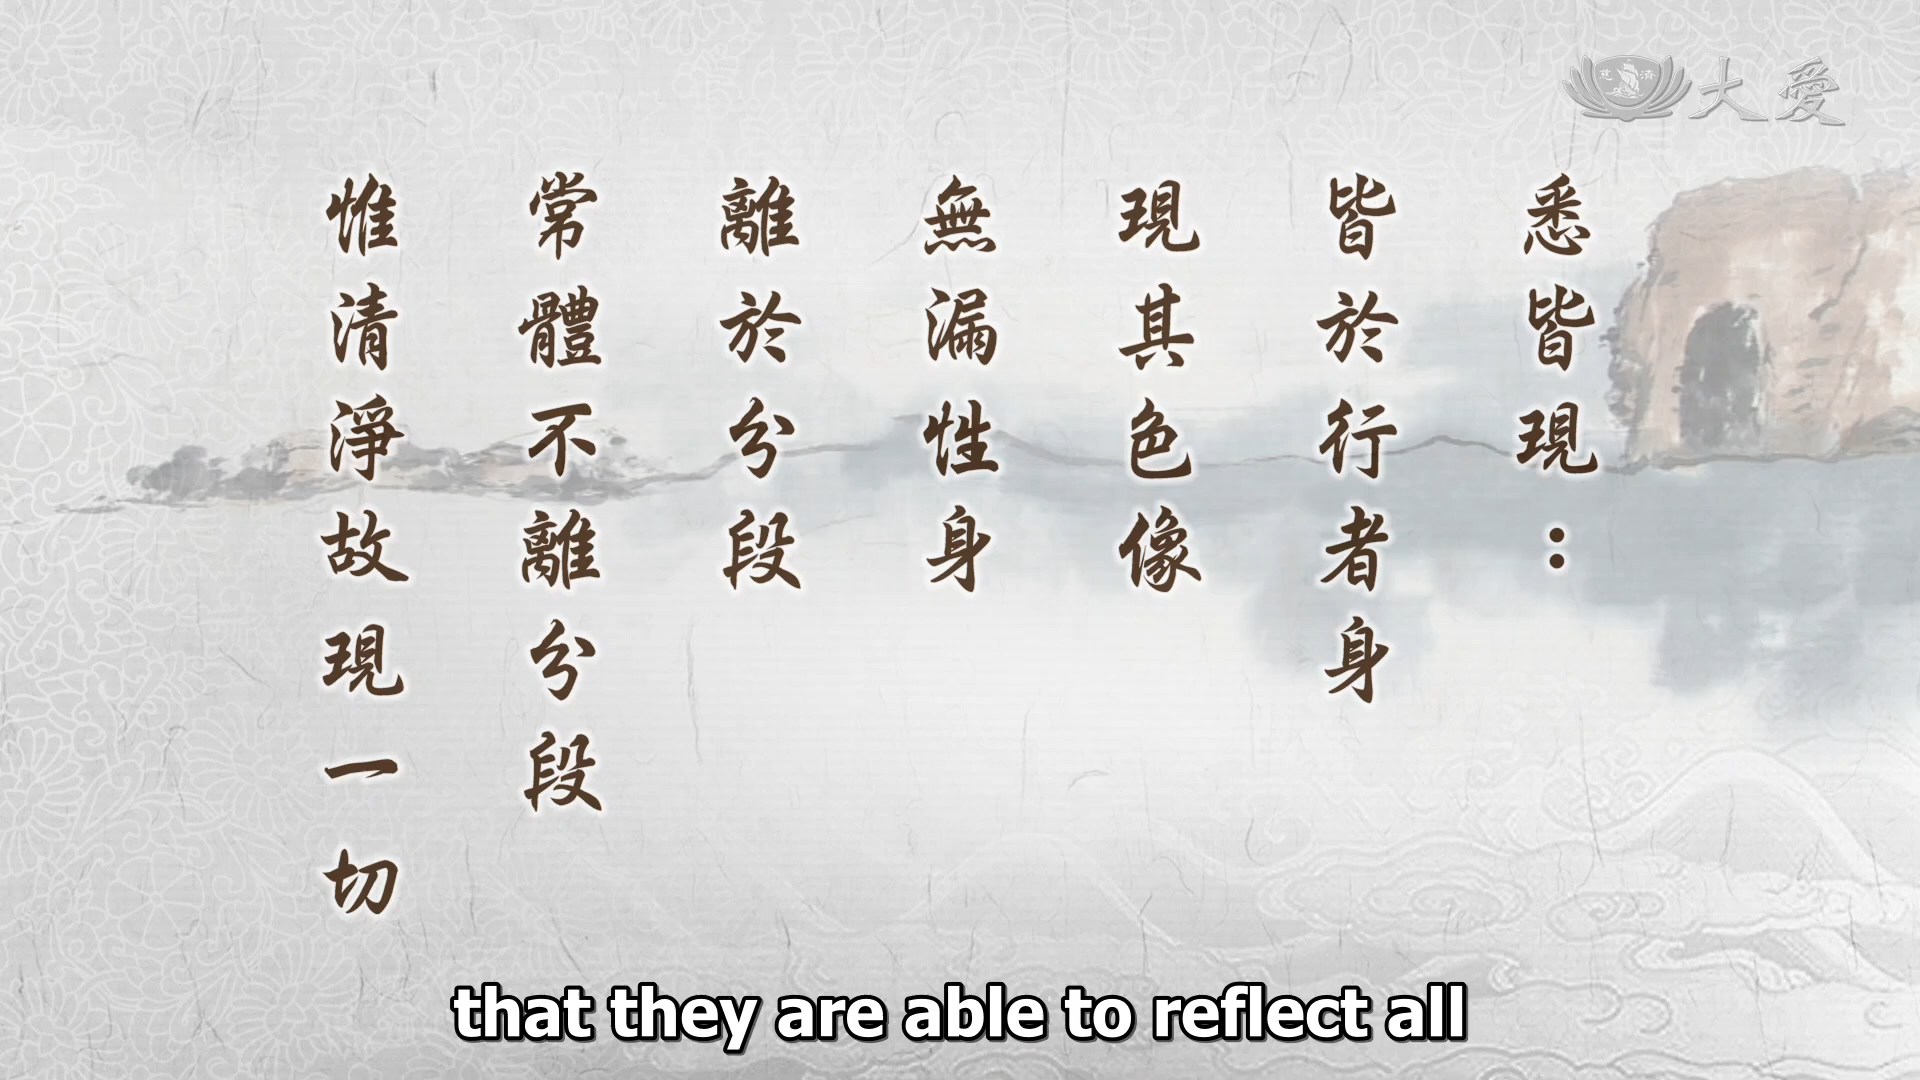 大愛
慈濟
悉皆現：
皆於行者身
現其色像
無漏性身
離於分段
常體不離分段
惟清淨故現一切
that they are able to reflect all